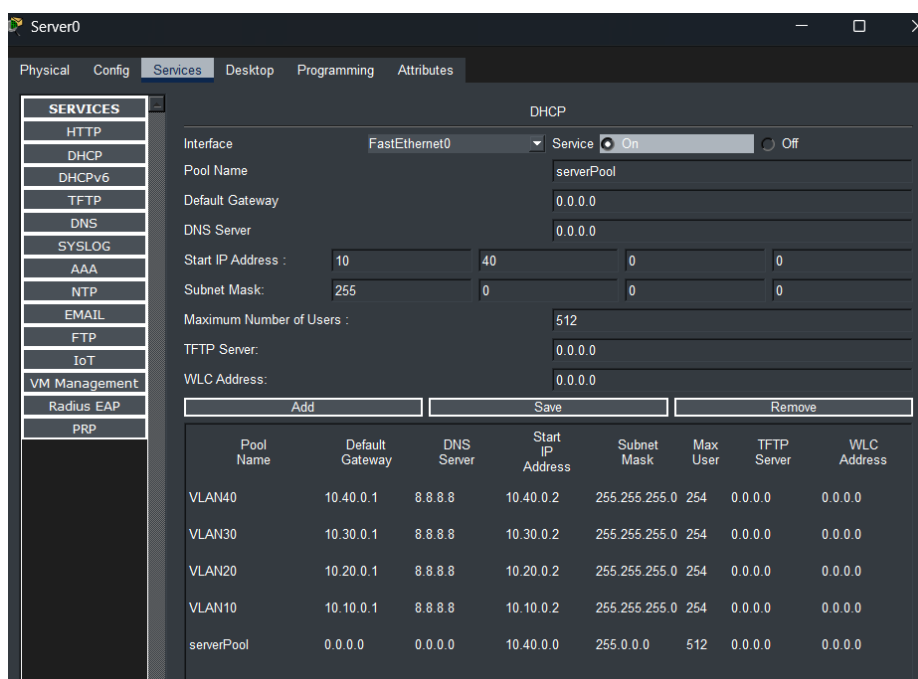 Server0
Physical Config Services Desktop Programming Attributes
SERVICES
HTTP
DHCP
DHCPv6
TFTP
DNS
SYSLOG
AAA
NTP
EMAIL
FTP
IoT
VM Management
Radius EAP
PRP
DHCP
Interface FastEthernet0 Service On Off
Pool Name serverPool
Default Gateway 0.0.0.0
DNS Server 0.0.0.0
Start IP Address : 10 40 0 0
Subnet Mask: 255 0 0 0
Maximum Number of Users : 512
TFTP Server: 0.0.0.0
WLC Address: 0.0.0.0
Add Save Remove
Pool Name Default Gateway DNS Server Start IP Address Subnet Mask Max User TFTP Server WLC Address
VLAN40 10.40.0.1 8.8.8.8 10.40.0.2 255.255.255.0 254 0.0.0.0 0.0.0.0
VLAN30 10.30.0.1 8.8.8.8 10.30.0.2 255.255.255.0 254 0.0.0.0 0.0.0.0
VLAN20 10.20.0.1 8.8.8.8 10.20.0.2 255.255.255.0 254 0.0.0.0 0.0.0.0
VLAN10 10.10.0.1 8.8.8.8 10.10.0.2 255.255.255.0 254 0.0.0.0 0.0.0.0
serverPool 0.0.0.0 0.0.0.0 10.40.0.0 255.0.0.0 512 0.0.0.0 0.0.0.0